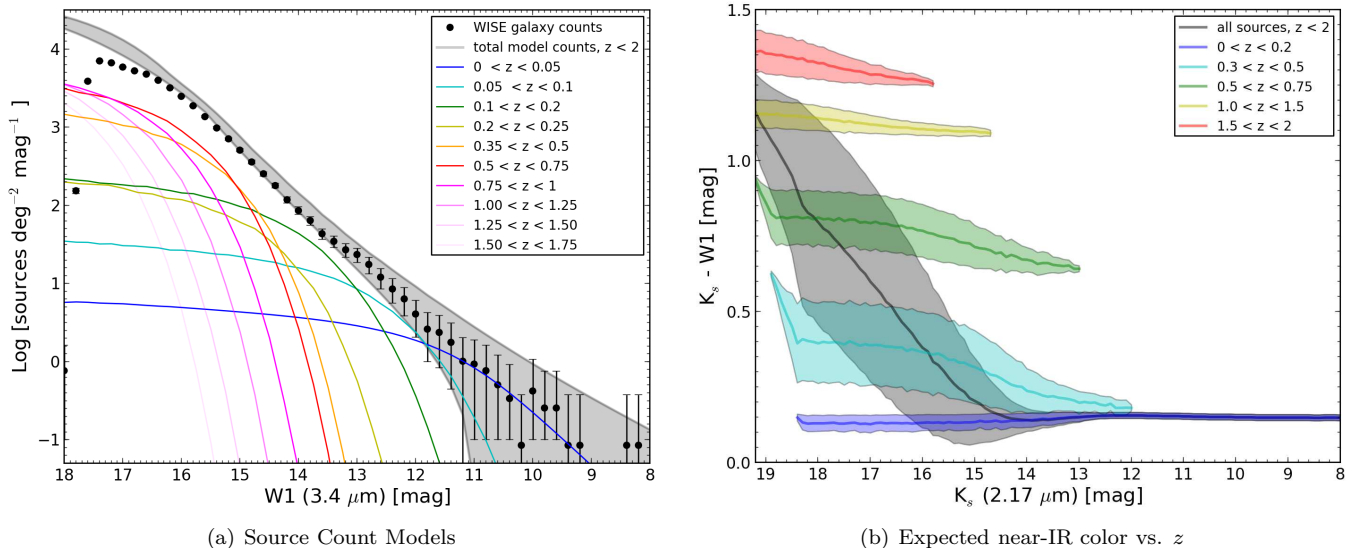 WISE galaxy counts
total model counts, z < 2
0 < z < 0.05
0.05 < z < 0.1
0.1 < z < 0.2
0.2 < z < 0.25
0.35 < z < 0.5
0.5 < z < 0.75
0.75 < z < 1
1.00 < z < 1.25
1.25 < z < 1.50
1.50 < z < 1.75
Log [sources deg⁻² mag⁻¹]
4
3
2
1
0
−1
18 17 16 15 14 13 12 11 10 9 8
W1 (3.4 μm) [mag]
(a) Source Count Models
all sources, z < 2
0 < z < 0.2
0.3 < z < 0.5
0.5 < z < 0.75
1.0 < z < 1.5
1.5 < z < 2
Kₛ - W1 [mag]
1.5
1.0
0.5
0.0
19 18 17 16 15 14 13 12 11 10 9 8
Kₛ (2.17 μm) [mag]
(b) Expected near-IR color vs. z